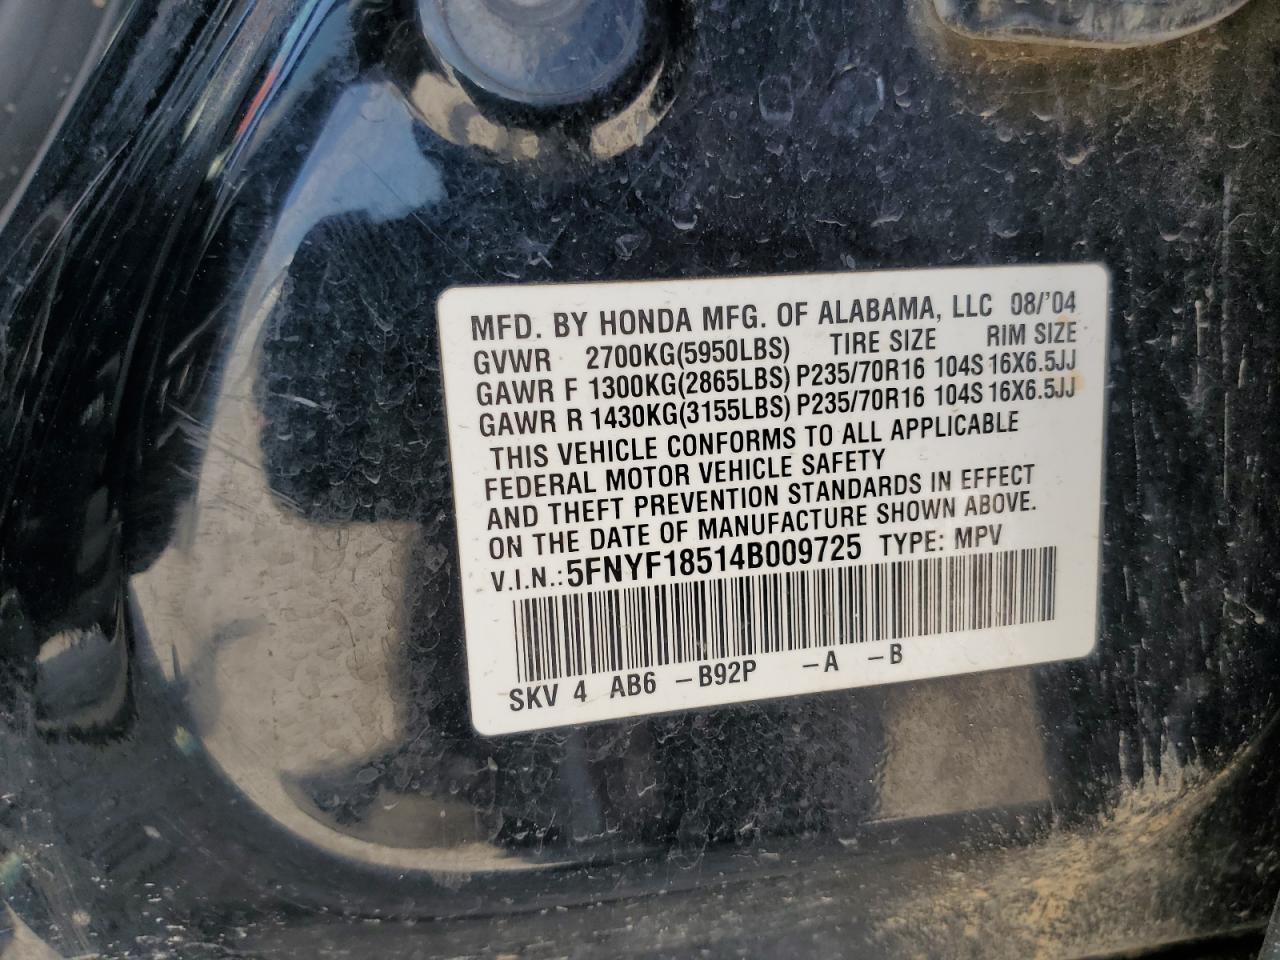 MFD. BY HONDA MFG. OF ALABAMA, LLC 08/'04
GVWR 2700KG(5950LBS) TIRE SIZE RIM SIZE
GAWR F 1300KG(2865LBS) P235/70R16 104S 16X6.5JJ
GAWR R 1430KG(3155LBS) P235/70R16 104S 16X6.5JJ
THIS VEHICLE CONFORMS TO ALL APPLICABLE
FEDERAL MOTOR VEHICLE SAFETY
AND THEFT PREVENTION STANDARDS IN EFFECT
ON THE DATE OF MANUFACTURE SHOWN ABOVE.
V.I.N.: 5FNYF18514B009725 TYPE: MPV
SKV 4 AB6 -B92P -A -B